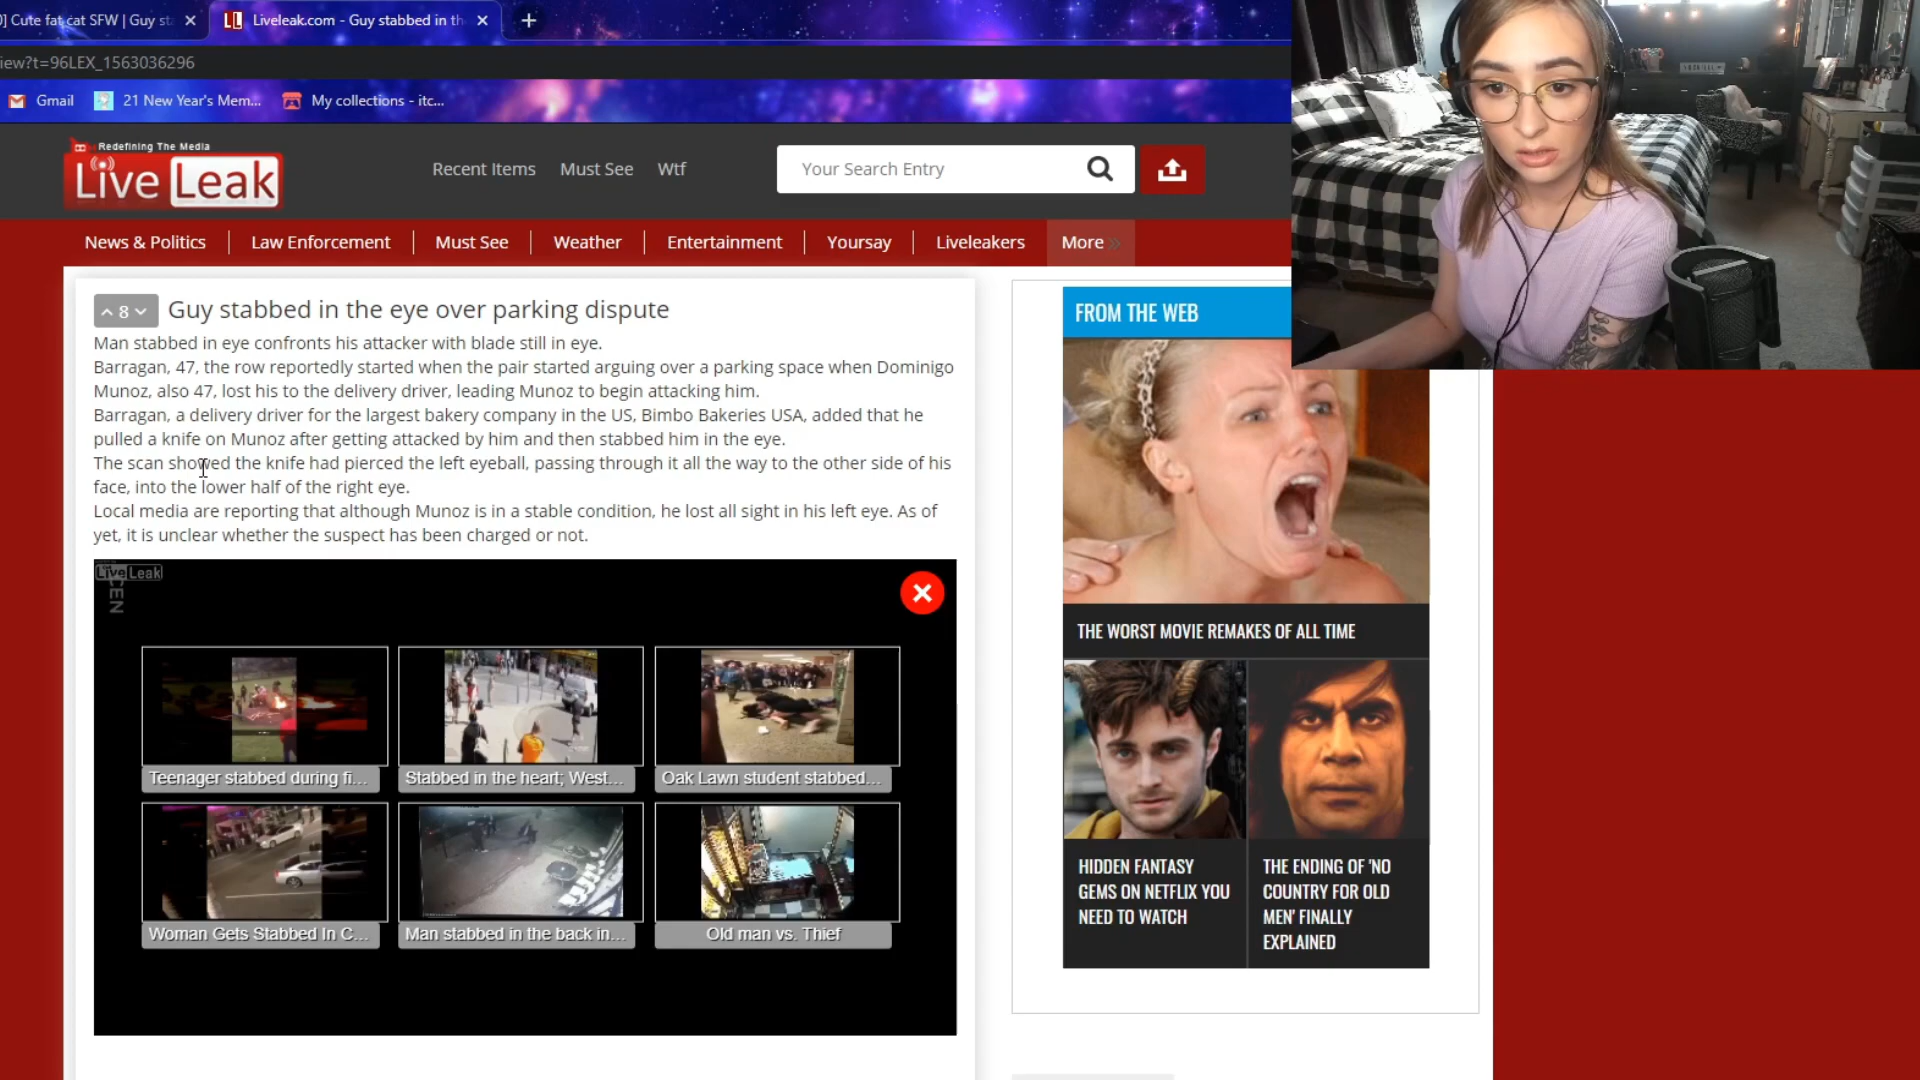 ] Cute fat cat SFW | Guy st
Liveleak.com - Guy stabbed in th
iew?t=96LEX_1563036296
Gmail
21 New Year's Mem...
My collections - itc...
Redefining The Media
Live Leak
Recent Items
Must See
Wtf
Your Search Entry
News & Politics
Law Enforcement
Must See
Weather
Entertainment
Yoursay
Liveleakers
More »
8
Guy stabbed in the eye over parking dispute
Man stabbed in eye confronts his attacker with blade still in eye.
Barragan, 47, the row reportedly started when the pair started arguing over a parking space when Dominigo
Munoz, also 47, lost his to the delivery driver, leading Munoz to begin attacking him.
Barragan, a delivery driver for the largest bakery company in the US, Bimbo Bakeries USA, added that he
pulled a knife on Munoz after getting attacked by him and then stabbed him in the eye.
The scan showed the knife had pierced the left eyeball, passing through it all the way to the other side of his
face, into the lower half of the right eye.
Local media are reporting that although Munoz is in a stable condition, he lost all sight in his left eye. As of
yet, it is unclear whether the suspect has been charged or not.
Live Leak
CEN
Teenager stabbed during fi...
Stabbed in the heart; West...
Oak Lawn student stabbed...
Woman Gets Stabbed In C...
Man stabbed in the back in...
Old man vs. Thief
FROM THE WEB
THE WORST MOVIE REMAKES OF ALL TIME
HIDDEN FANTASY
GEMS ON NETFLIX YOU
NEED TO WATCH
THE ENDING OF 'NO
COUNTRY FOR OLD
MEN' FINALLY
EXPLAINED